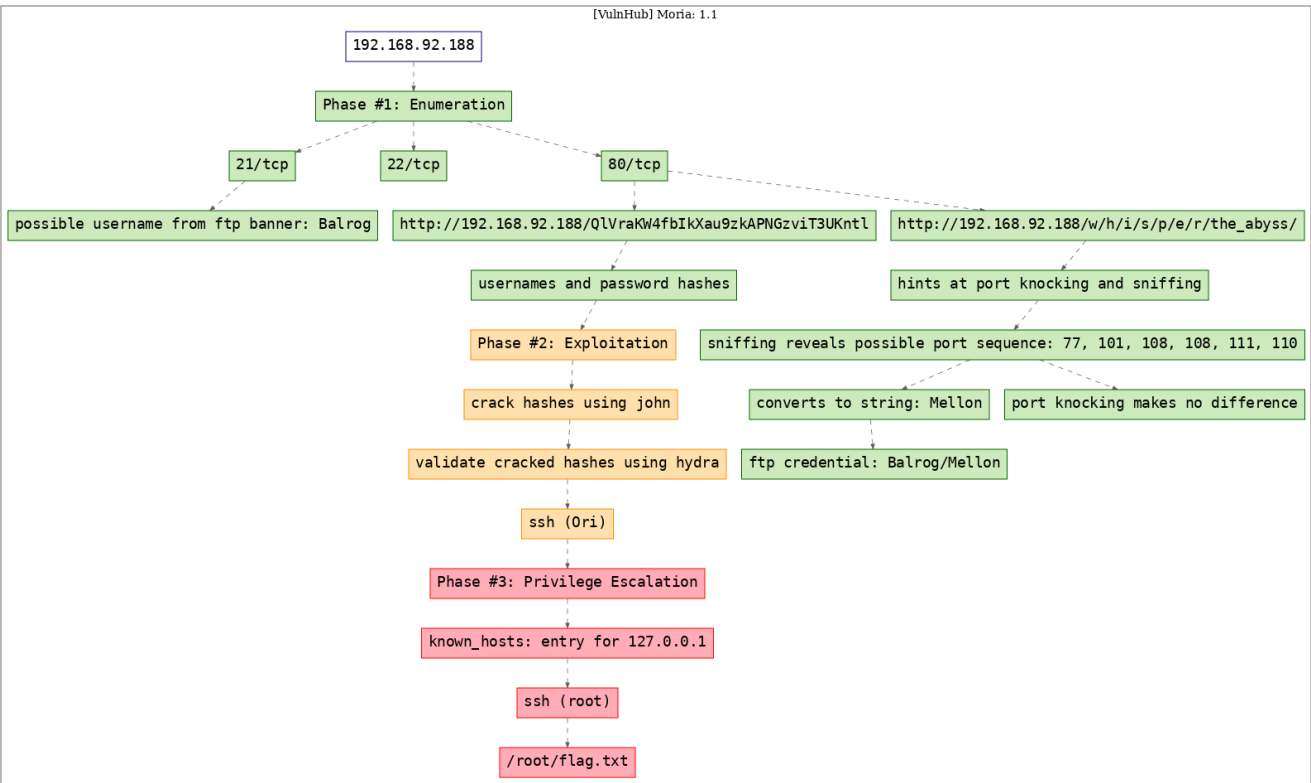 [VulnHub] Moria: 1.1
192.168.92.188
Phase #1: Enumeration
21/tcp
22/tcp
80/tcp
possible username from ftp banner: Balrog
http://192.168.92.188/QlVraKW4fbIkXau9zkAPNGzviT3UKntl
http://192.168.92.188/w/h/i/s/p/e/r/the_abyss/
usernames and password hashes
hints at port knocking and sniffing
Phase #2: Exploitation
sniffing reveals possible port sequence: 77, 101, 108, 108, 111, 110
crack hashes using john
converts to string: Mellon
port knocking makes no difference
validate cracked hashes using hydra
ftp credential: Balrog/Mellon
ssh (Ori)
Phase #3: Privilege Escalation
known_hosts: entry for 127.0.0.1
ssh (root)
/root/flag.txt